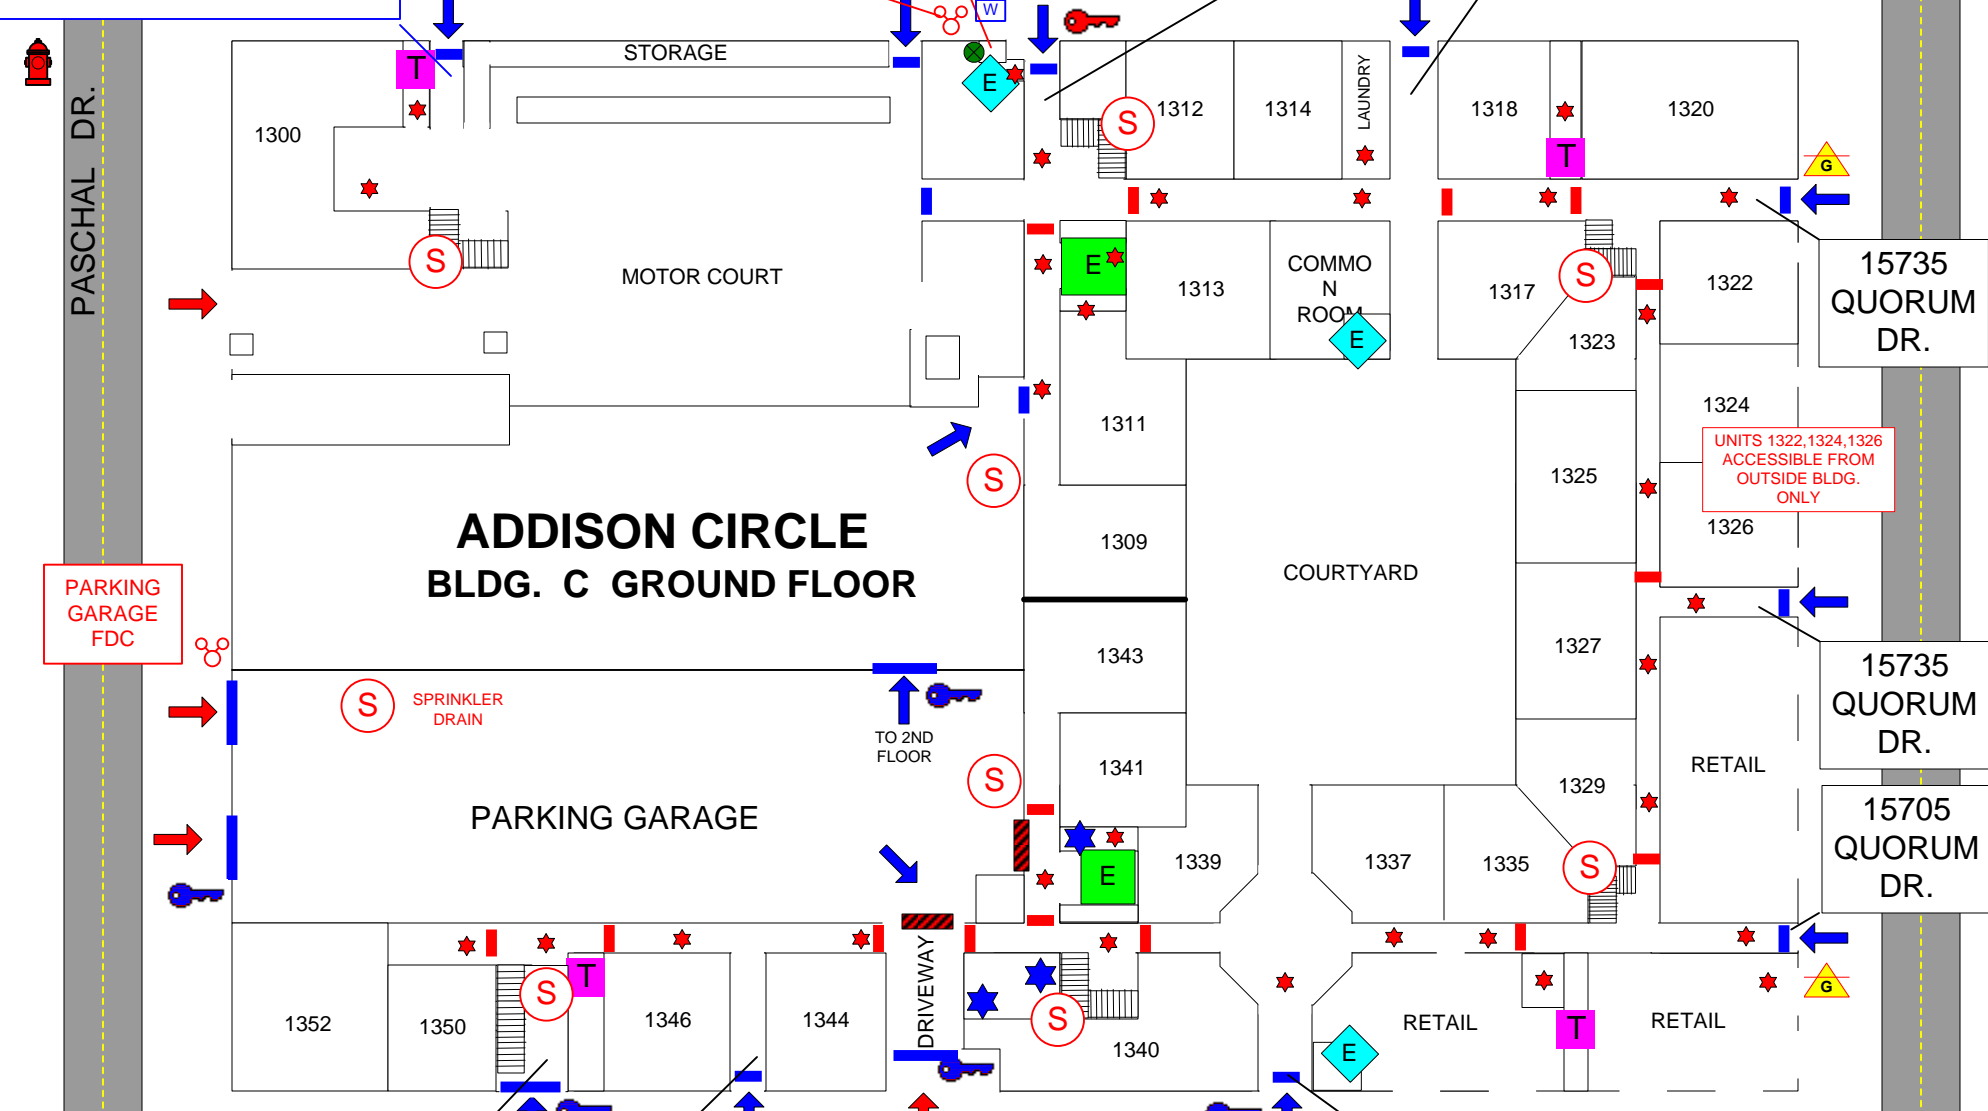 W
STORAGE
T
E
LAUNDRY
1312
1314
1318
1320
1300
S
T
G
PASCHAL DR.
S
MOTOR COURT
E
1313
COMMO
N
ROOM
E
1317
S
1322
15735
QUORUM
DR.
1323
1311
1324
UNITS 1322,1324,1326
ACCESSIBLE FROM
OUTSIDE BLDG.
ONLY
1325
S
1326
ADDISON CIRCLE
BLDG. C GROUND FLOOR
1309
COURTYARD
PARKING
GARAGE
FDC
1343
1327
15735
QUORUM
DR.
S
SPRINKLER
DRAIN
TO 2ND
FLOOR
S
1341
RETAIL
1329
PARKING GARAGE
15705
QUORUM
DR.
E
1339
1337
1335
S
DRIVEWAY
T
S
1352
1350
1346
1344
S
1340
E
RETAIL
T
RETAIL
G